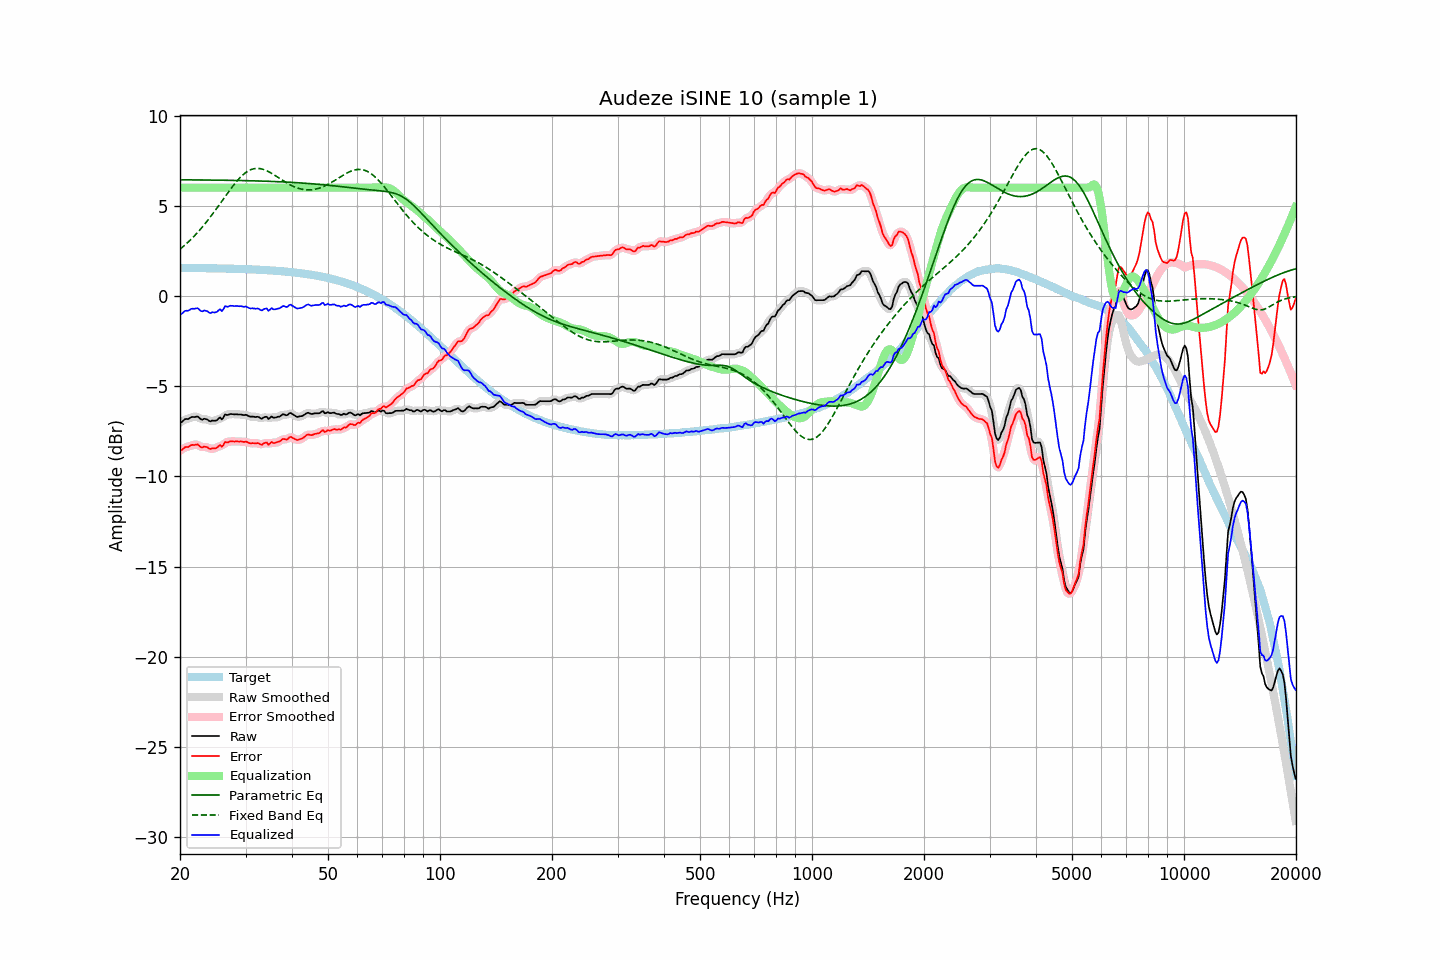 Audeze iSINE 10 (sample 1)
10
5
0
−5
−10
−15
−20
−25
−30
Amplitude (dBr)
Target
Raw Smoothed
Error Smoothed
Raw
Error
Equalization
Parametric Eq
Fixed Band Eq
Equalized
20 50 100 200 500 1000 2000 5000 10000 20000
Frequency (Hz)